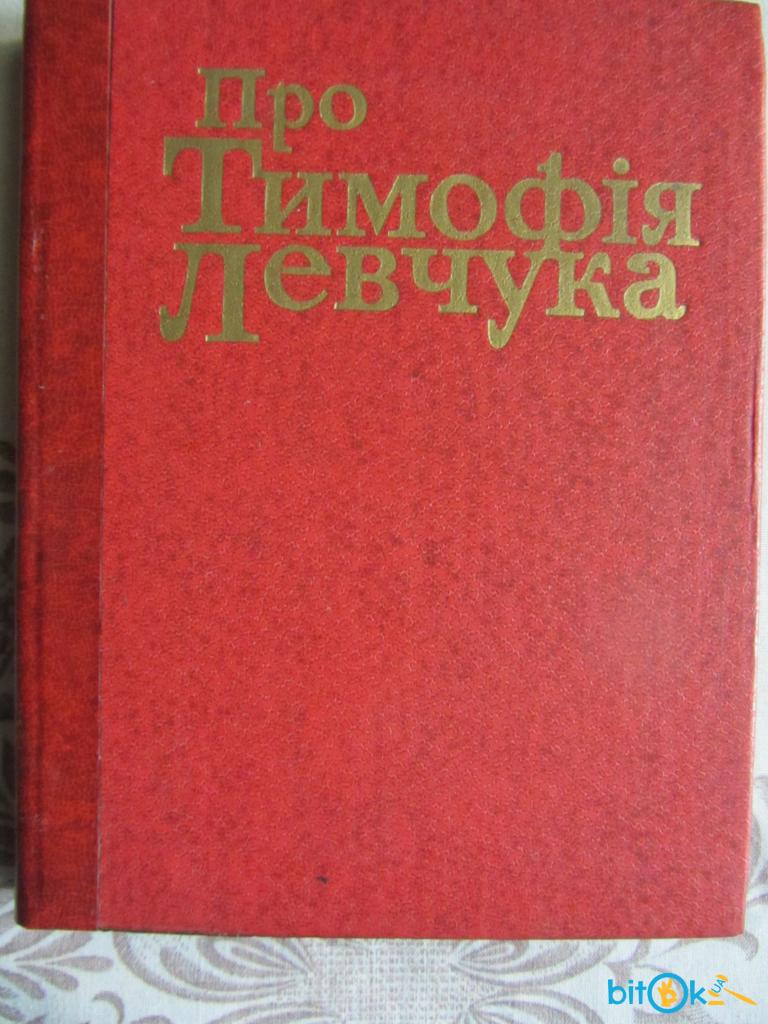 Про
Тимофія
Левчука
bitok
UA